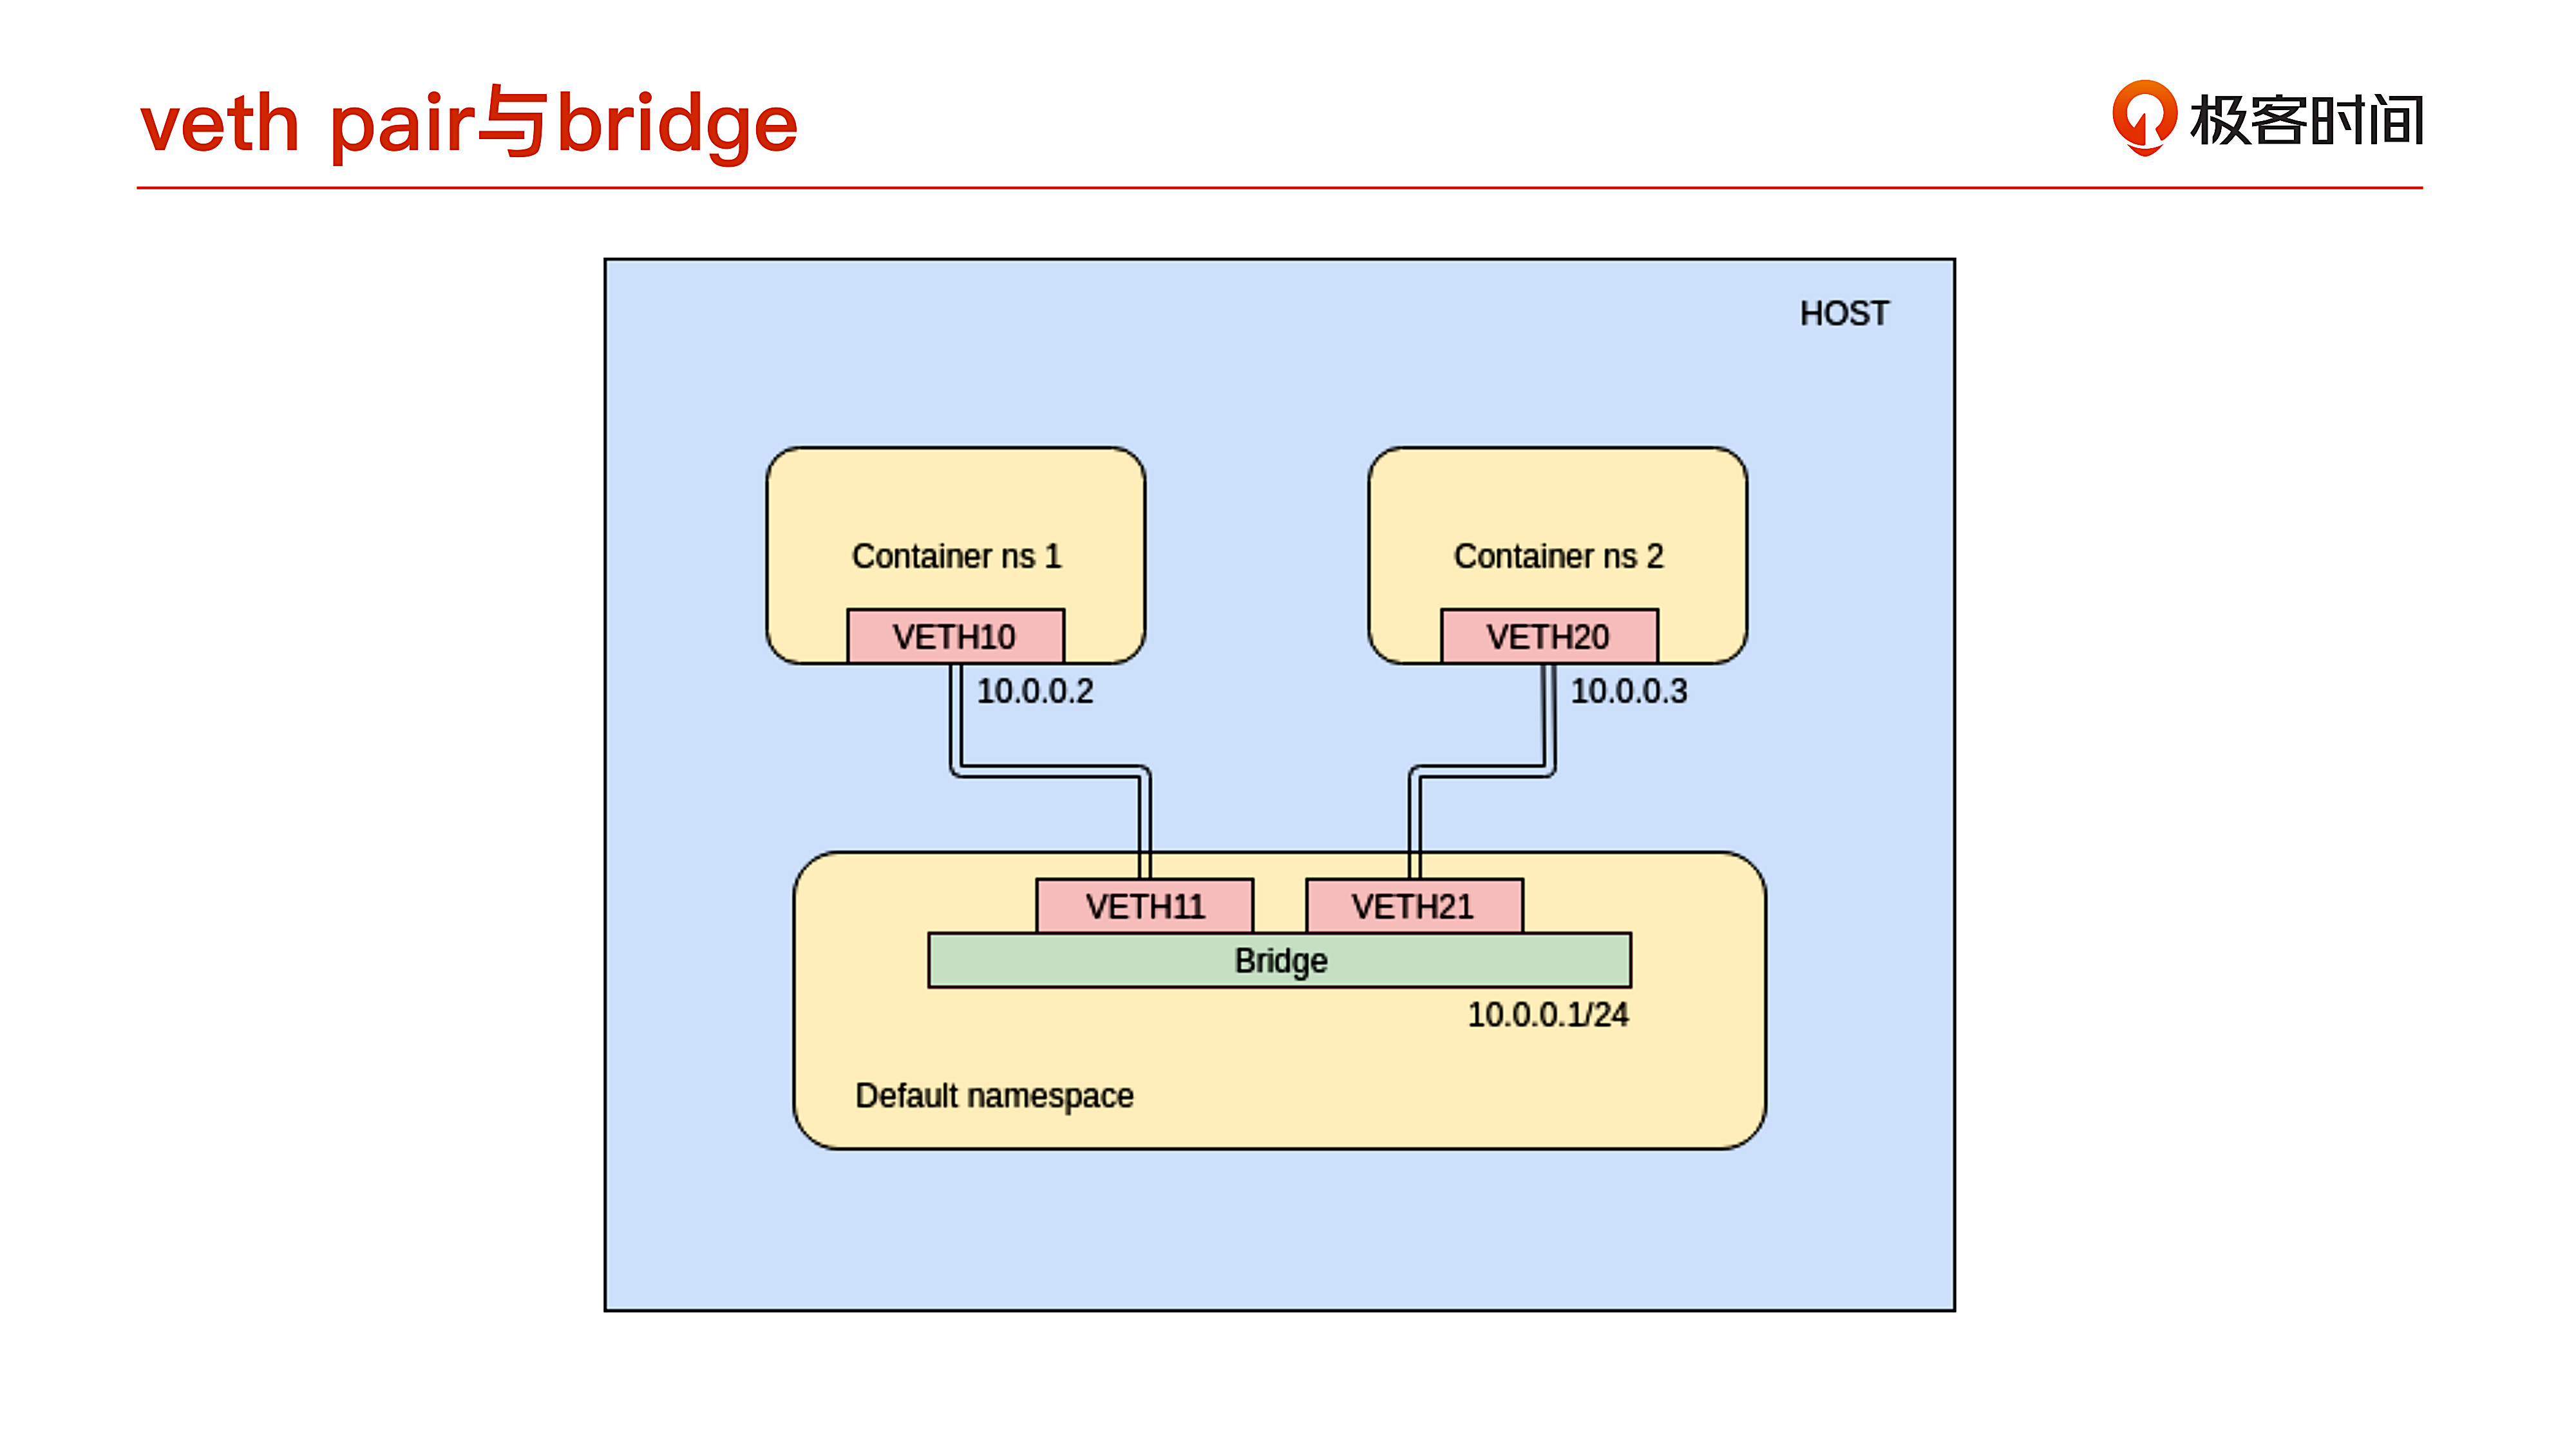 veth pair与bridge
极客时间
HOST
Container ns 1
Container ns 2
VETH10
VETH20
10.0.0.2
10.0.0.3
VETH11
VETH21
Bridge
10.0.0.1/24
Default namespace